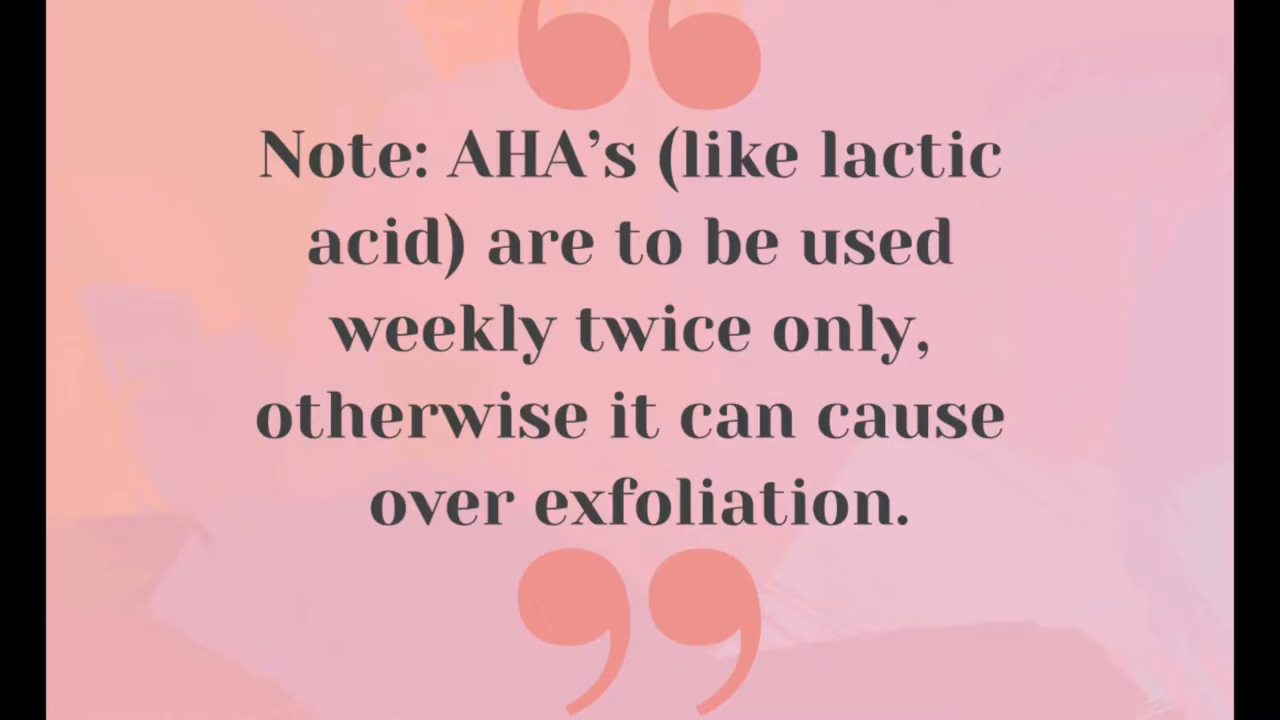 Note: AHA’s (like lactic
acid) are to be used
weekly twice only,
otherwise it can cause
over exfoliation.